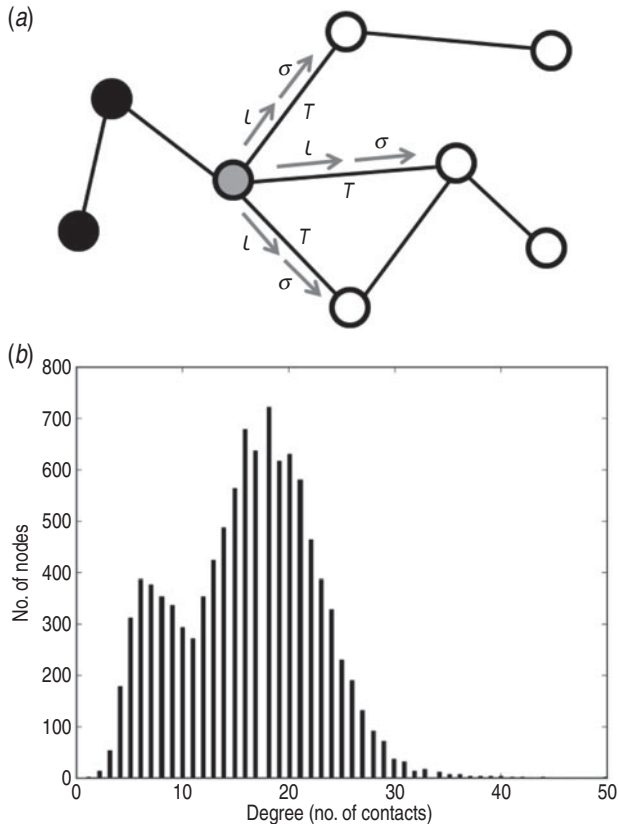 (a)
σ
ι
T
ι
σ
T
ι
T
σ
(b)
800
700
600
500
400
300
200
100
0
No. of nodes
0 10 20 30 40 50
Degree (no. of contacts)